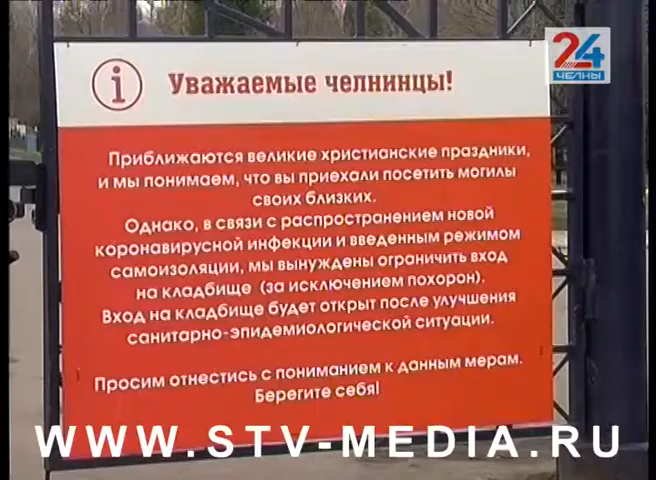 24
ЧЕЛНЫ
i
Уважаемые челнинцы!
Приближаются великие христианские праздники,
и мы понимаем, что вы приехали посетить могилы
своих близких.
Однако, в связи с распространением новой
коронавирусной инфекции и введенным режимом
самоизоляции, мы вынуждены ограничить вход
на кладбище (за исключением похорон).
Вход на кладбище будет открыт после улучшения
санитарно-эпидемиологической ситуации.
Просим отнестись с пониманием к данным мерам.
Берегите себя!
WWW.STV-MEDIA.RU